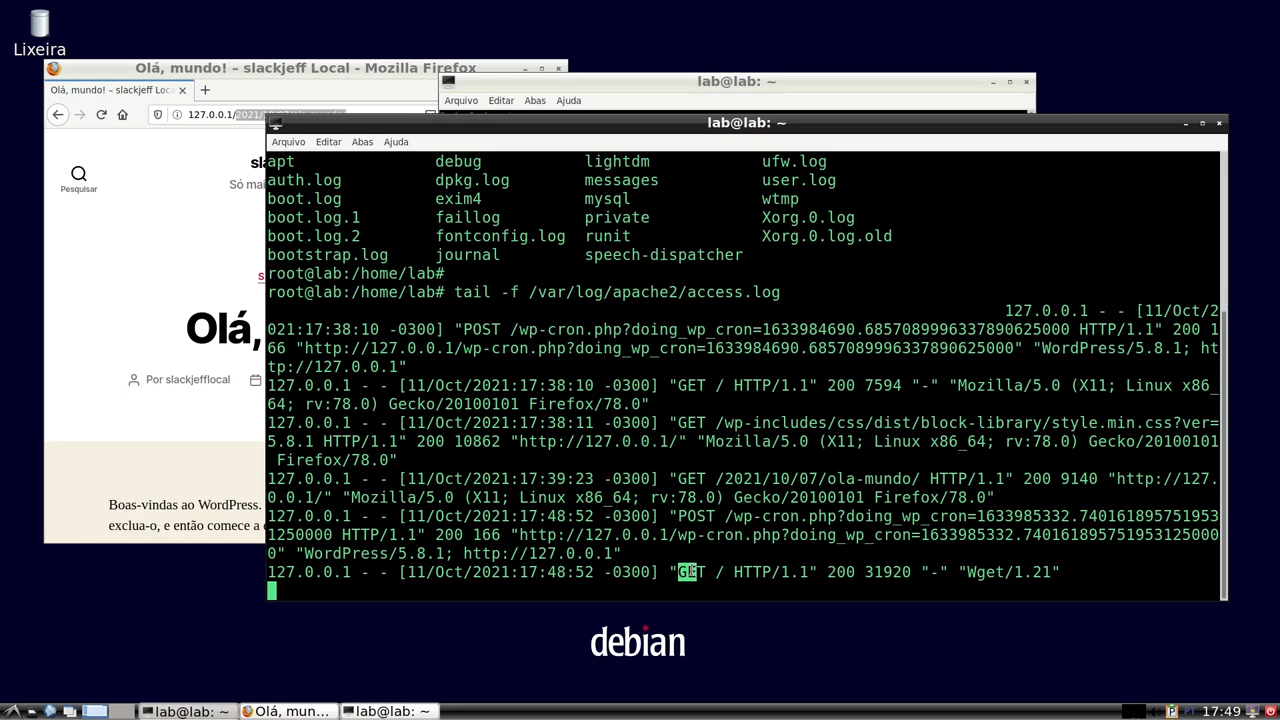 Lixeira
Olá, mundo! – slackjeff Local - Mozilla Firefox
Olá, mundo! – slackjeff Loc
127.0.0.1/2021/10/07/ola-mundo/
Pesquisar
sla
Só mai
s
Olá,
Por slackjefflocal
Boas-vindas ao WordPress.
exclua-o, e então comece a
lab@lab: ~
Arquivo Editar Abas Ajuda
lab@lab: ~
Arquivo Editar Abas Ajuda
apt debug lightdm ufw.log
auth.log dpkg.log messages user.log
boot.log exim4 mysql wtmp
boot.log.1 faillog private Xorg.0.log
boot.log.2 fontconfig.log runit Xorg.0.log.old
bootstrap.log journal speech-dispatcher
root@lab:/home/lab#
root@lab:/home/lab# tail -f /var/log/apache2/access.log
127.0.0.1 - - [11/Oct/2
021:17:38:10 -0300] "POST /wp-cron.php?doing_wp_cron=1633984690.6857089996337890625000 HTTP/1.1" 200 1
66 "http://127.0.0.1/wp-cron.php?doing_wp_cron=1633984690.6857089996337890625000" "WordPress/5.8.1; ht
tp://127.0.0.1"
127.0.0.1 - - [11/Oct/2021:17:38:10 -0300] "GET / HTTP/1.1" 200 7594 "-" "Mozilla/5.0 (X11; Linux x86_
64; rv:78.0) Gecko/20100101 Firefox/78.0"
127.0.0.1 - - [11/Oct/2021:17:38:11 -0300] "GET /wp-includes/css/dist/block-library/style.min.css?ver=
5.8.1 HTTP/1.1" 200 10862 "http://127.0.0.1/" "Mozilla/5.0 (X11; Linux x86_64; rv:78.0) Gecko/20100101
Firefox/78.0"
127.0.0.1 - - [11/Oct/2021:17:39:23 -0300] "GET /2021/10/07/ola-mundo/ HTTP/1.1" 200 9140 "http://127.
0.0.1/" "Mozilla/5.0 (X11; Linux x86_64; rv:78.0) Gecko/20100101 Firefox/78.0"
127.0.0.1 - - [11/Oct/2021:17:48:52 -0300] "POST /wp-cron.php?doing_wp_cron=1633985332.740161895751953
1250000 HTTP/1.1" 200 166 "http://127.0.0.1/wp-cron.php?doing_wp_cron=1633985332.740161895751953125000
0" "WordPress/5.8.1; http://127.0.0.1"
127.0.0.1 - - [11/Oct/2021:17:48:52 -0300] "GET / HTTP/1.1" 200 31920 "-" "Wget/1.21"
debian
lab@lab: ~
Olá, mun...
lab@lab: ~
PT
17:49